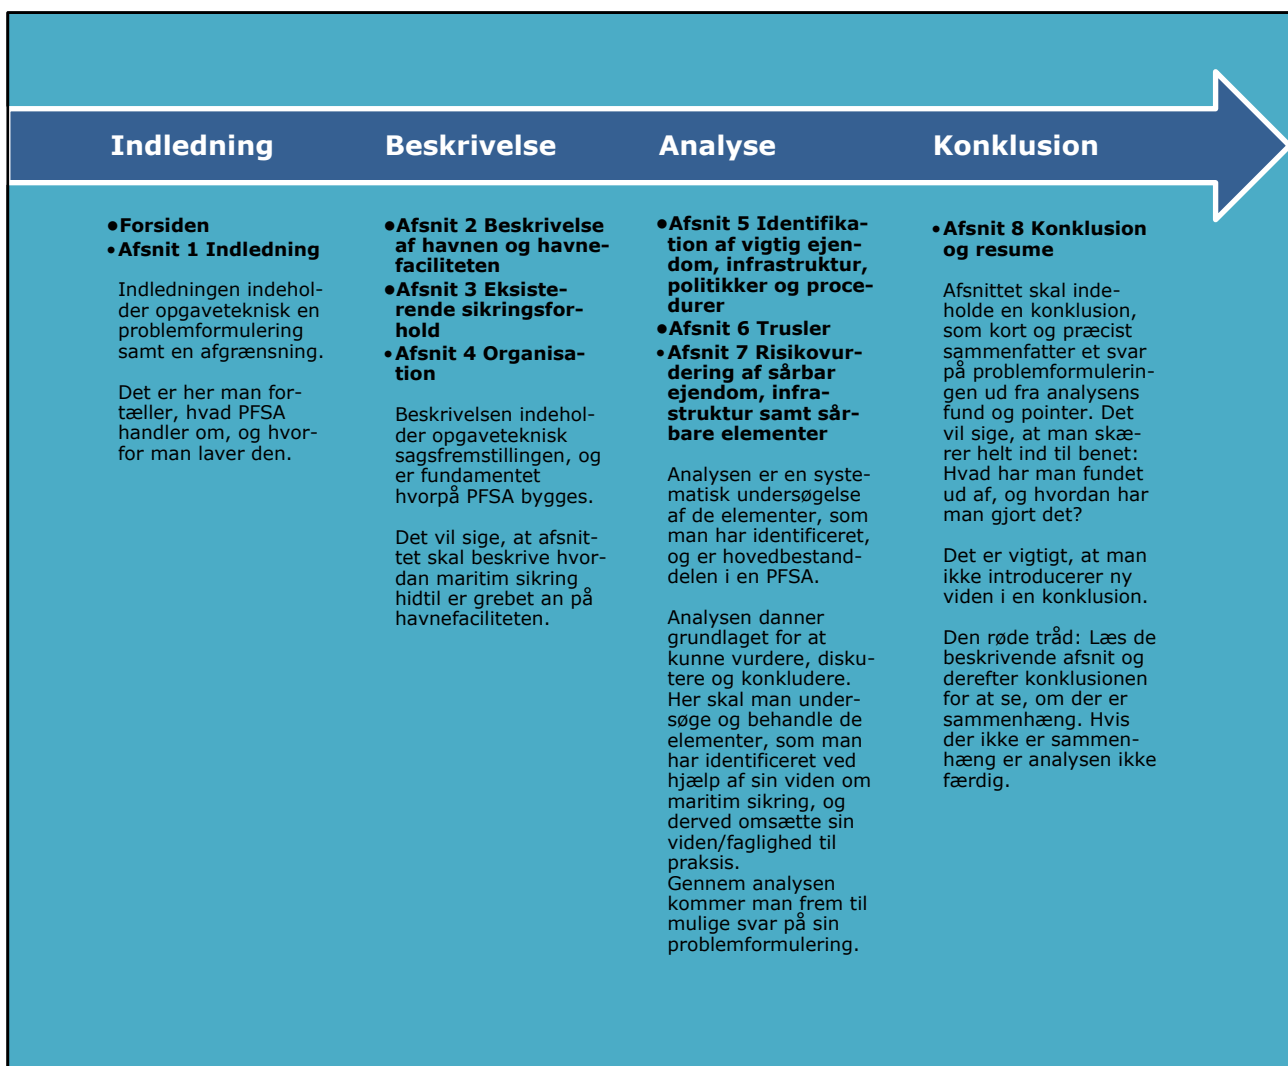 Indledning
Beskrivelse
Analyse
Konklusion
•Forsiden
•Afsnit 1 Indledning
Indledningen indehol-
der opgaveteknisk en
problemformulering
samt en afgrænsning.
Det er her man for-
tæller, hvad PFSA
handler om, og hvor-
for man laver den.
•Afsnit 2 Beskrivelse
af havnen og havne-
faciliteten
•Afsnit 3 Eksiste-
rende sikringsfor-
hold
•Afsnit 4 Organisa-
tion
Beskrivelsen indehol-
der opgaveteknisk
sagsfremstillingen, og
er fundamentet
hvorpå PFSA bygges.
Det vil sige, at afsnit-
tet skal beskrive hvor-
dan maritim sikring
hidtil er grebet an på
havnefaciliteten.
•Afsnit 5 Identifika-
tion af vigtig ejen-
dom, infrastruktur,
politikker og proce-
durer
•Afsnit 6 Trusler
•Afsnit 7 Risikovur-
dering af sårbar
ejendom, infra-
struktur samt sår-
bare elementer
Analysen er en syste-
matisk undersøgelse
af de elementer, som
man har identificeret,
og er hovedbestand-
delen i en PFSA.
Analysen danner
grundlaget for at
kunne vurdere, disku-
tere og konkludere.
Her skal man under-
søge og behandle de
elementer, som man
har identificeret ved
hjælp af sin viden om
maritim sikring, og
derved omsætte sin
viden/faglighed til
praksis.
Gennem analysen
kommer man frem til
mulige svar på sin
problemformulering.
•Afsnit 8 Konklusion
og resume
Afsnittet skal inde-
holde en konklusion,
som kort og præcist
sammenfatter et svar
på problemformulerin-
gen ud fra analysens
fund og pointer. Det
vil sige, at man skæ-
rer helt ind til benet:
Hvad har man fundet
ud af, og hvordan har
man gjort det?
Det er vigtigt, at man
ikke introducerer ny
viden i en konklusion.
Den røde tråd: Læs de
beskrivende afsnit og
derefter konklusionen
for at se, om der er
sammenhæng. Hvis
der ikke er sammen-
hæng er analysen ikke
færdig.